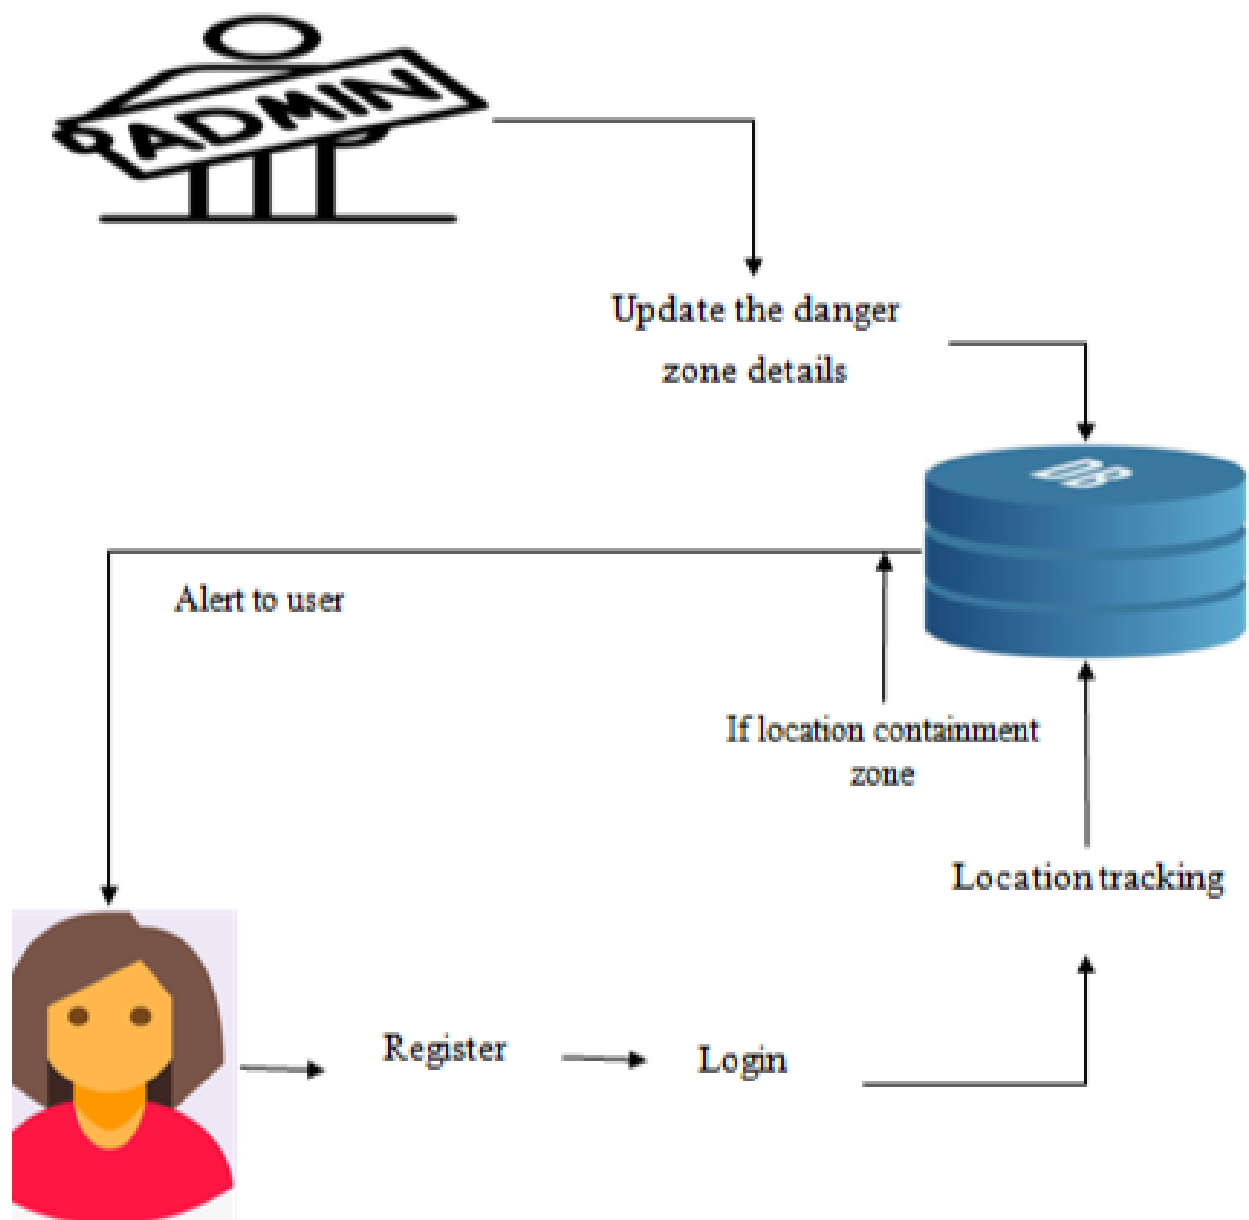 ADMIN
Update the danger
zone details
DB
Alert to user
If location containment
zone
Location tracking
Register
Login